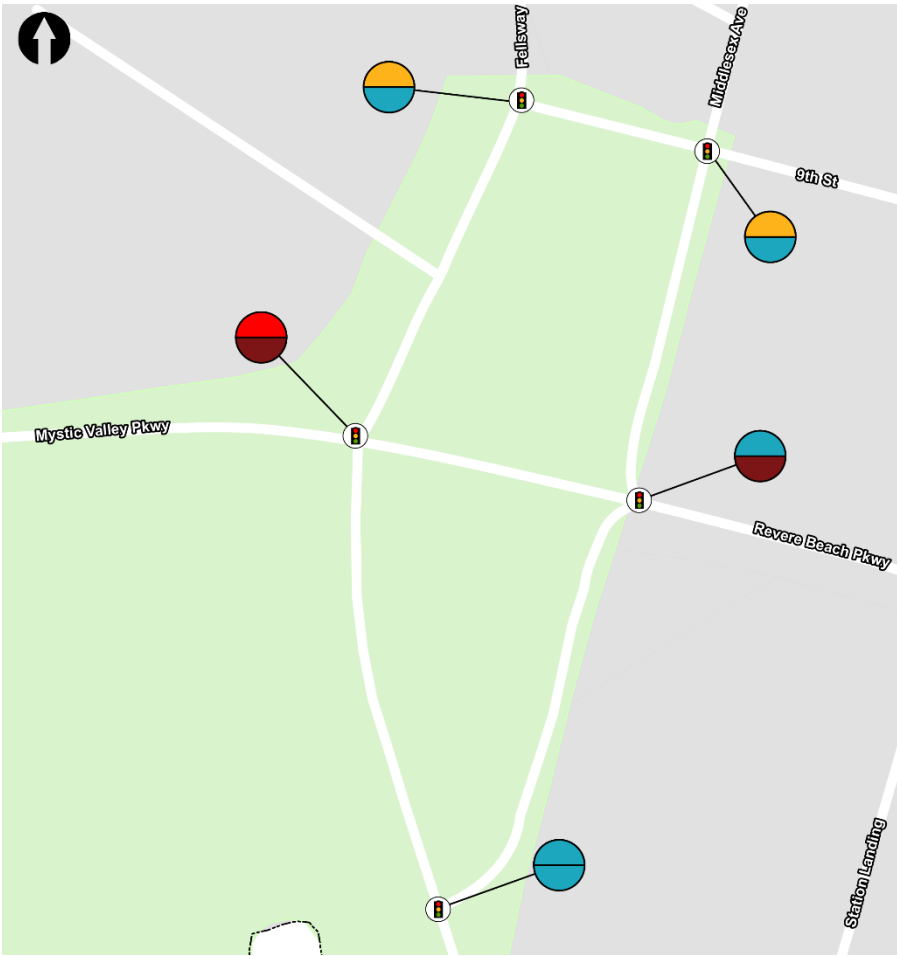 Fellsway
Middlesex Ave
9th St
Mystic Valley Pkwy
Revere Beach Pkwy
Station Landing